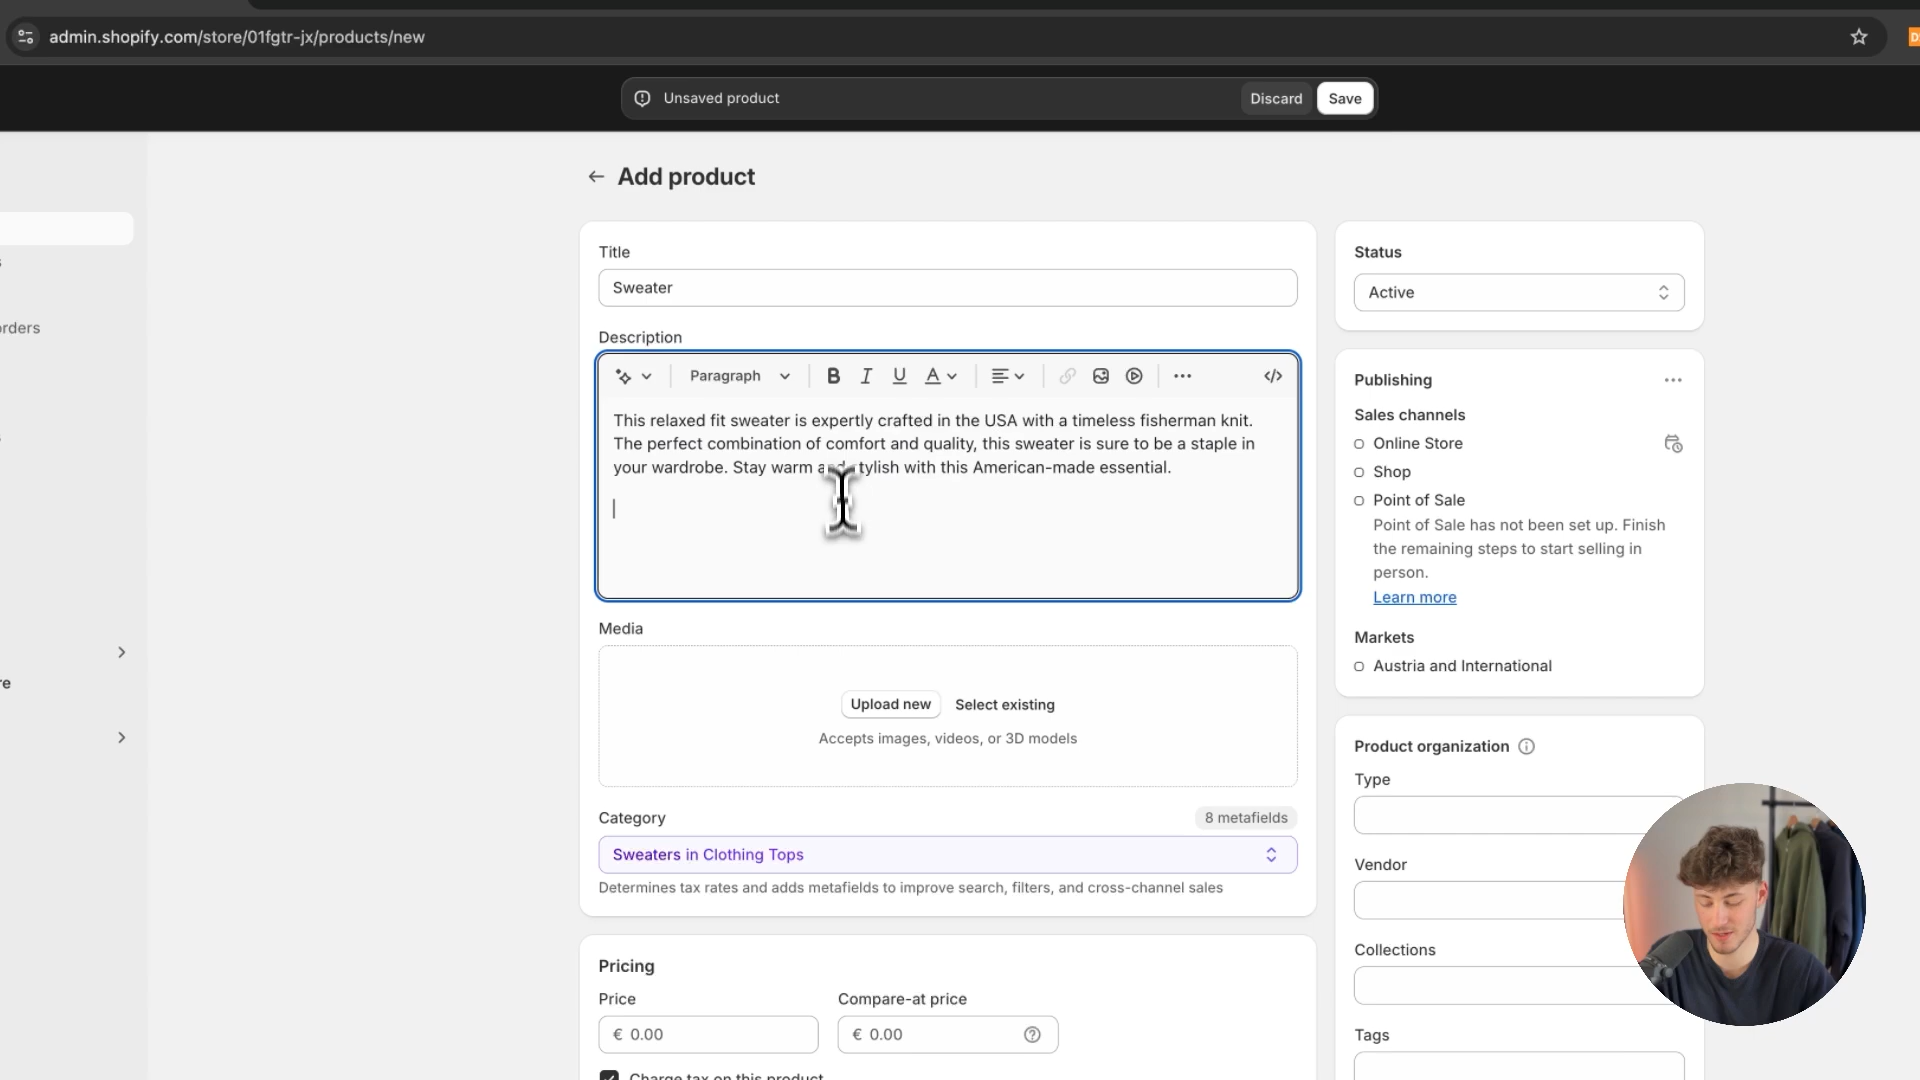 admin.shopify.com/store/01fgtr-jx/products/new
Unsaved product
Discard
Save
Add product
Title
Sweater
Description
Paragraph
This relaxed fit sweater is expertly crafted in the USA with a timeless fisherman knit.
The perfect combination of comfort and quality, this sweater is sure to be a staple in
your wardrobe. Stay warm and stylish with this American-made essential.
Media
Upload new
Select existing
Accepts images, videos, or 3D models
Category
8 metafields
Sweaters in Clothing Tops
Determines tax rates and adds metafields to improve search, filters, and cross-channel sales
Pricing
Price
Compare-at price
€ 0.00
€ 0.00
Charge tax on this product
Status
Active
Publishing
Sales channels
Online Store
Shop
Point of Sale
Point of Sale has not been set up. Finish
the remaining steps to start selling in
person.
Learn more
Markets
Austria and International
Product organization
Type
Vendor
Collections
Tags